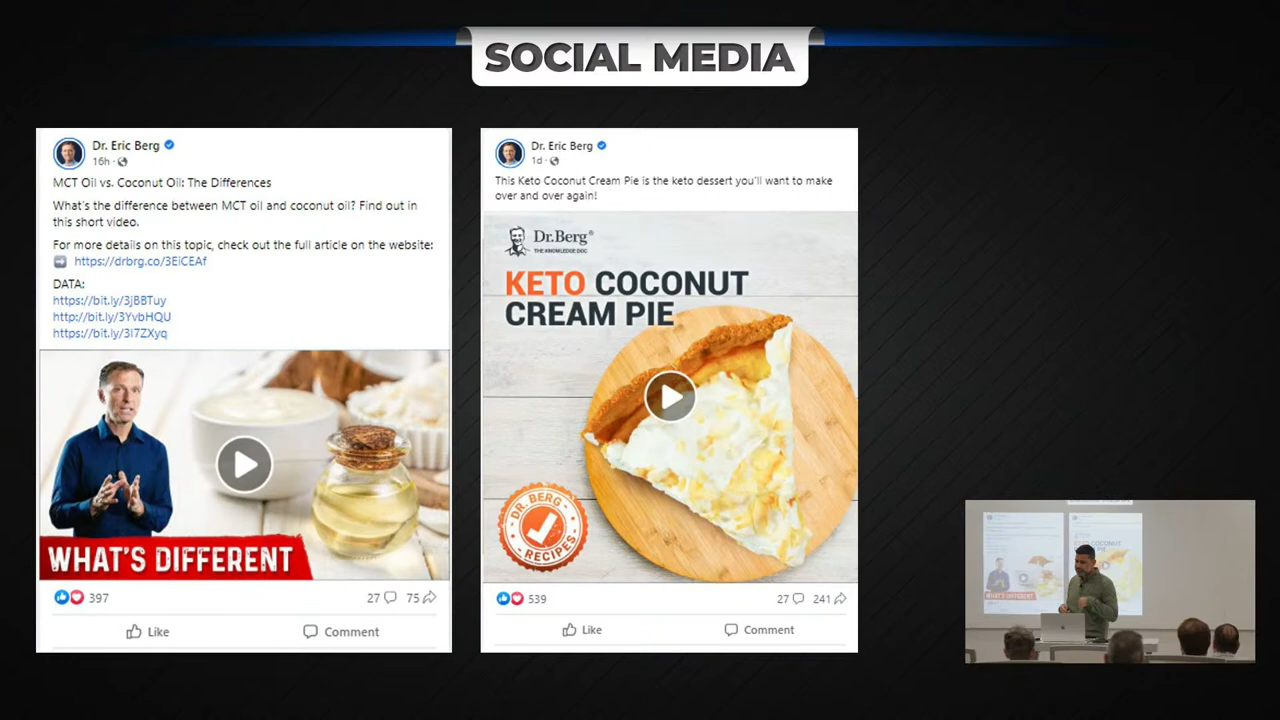 SOCIAL MEDIA
Dr. Eric Berg
16h
MCT Oil vs. Coconut Oil: The Differences
What's the difference between MCT oil and coconut oil? Find out in
this short video.
For more details on this topic, check out the full article on the website:
https://drbrg.co/3EiCEAf
DATA:
https://bit.ly/3jBBTuy
http://bit.ly/3YvbHQU
https://bit.ly/3I7ZXyq
WHAT'S DIFFERENT
397
27
75
Like
Comment
Dr. Eric Berg
1d
This Keto Coconut Cream Pie is the keto dessert you'll want to make
over and over again!
Dr.Berg®
THE KNOWLEDGE DOC
KETO COCONUT
CREAM PIE
DR. BERG
RECIPES
539
27
241
Like
Comment
COCONUT
PIE